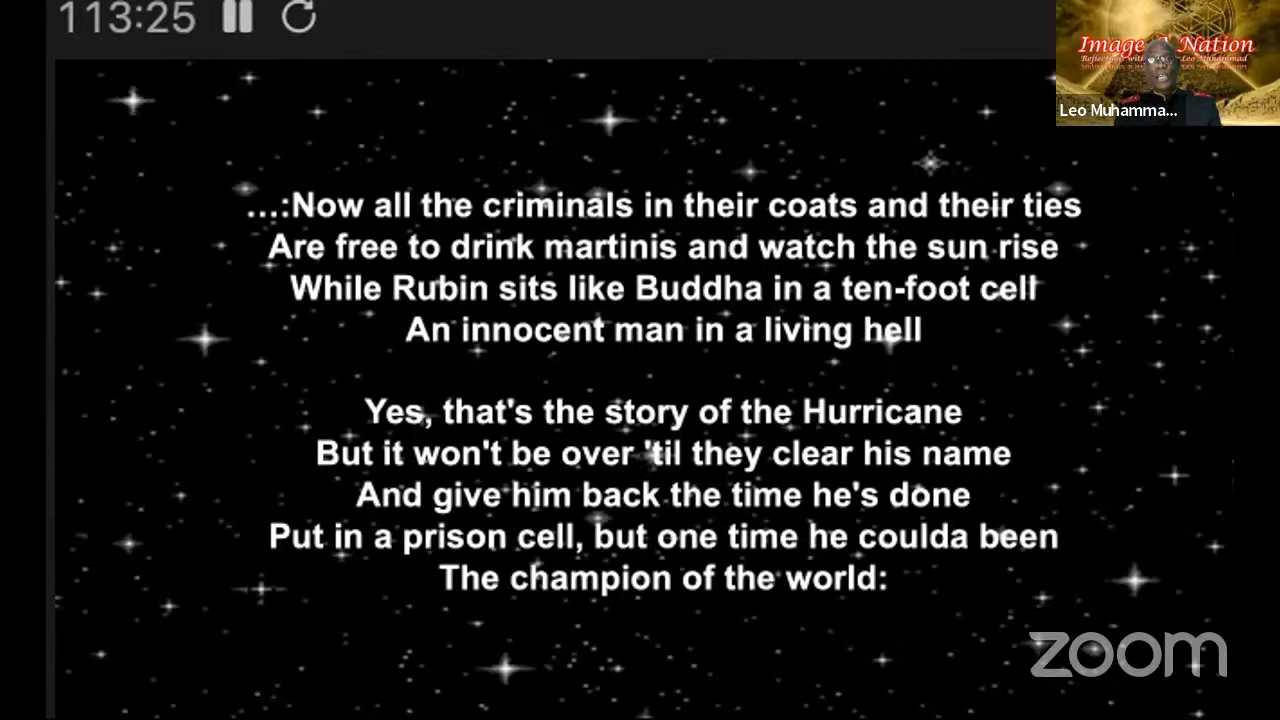 113:25
Image A Nation
Leo Muhamma...
...:Now all the criminals in their coats and their ties
Are free to drink martinis and watch the sun rise
While Rubin sits like Buddha in a ten-foot cell
An innocent man in a living hell
Yes, that's the story of the Hurricane
But it won't be over 'til they clear his name
And give him back the time he's done
Put in a prison cell, but one time he coulda been
The champion of the world:
zoom